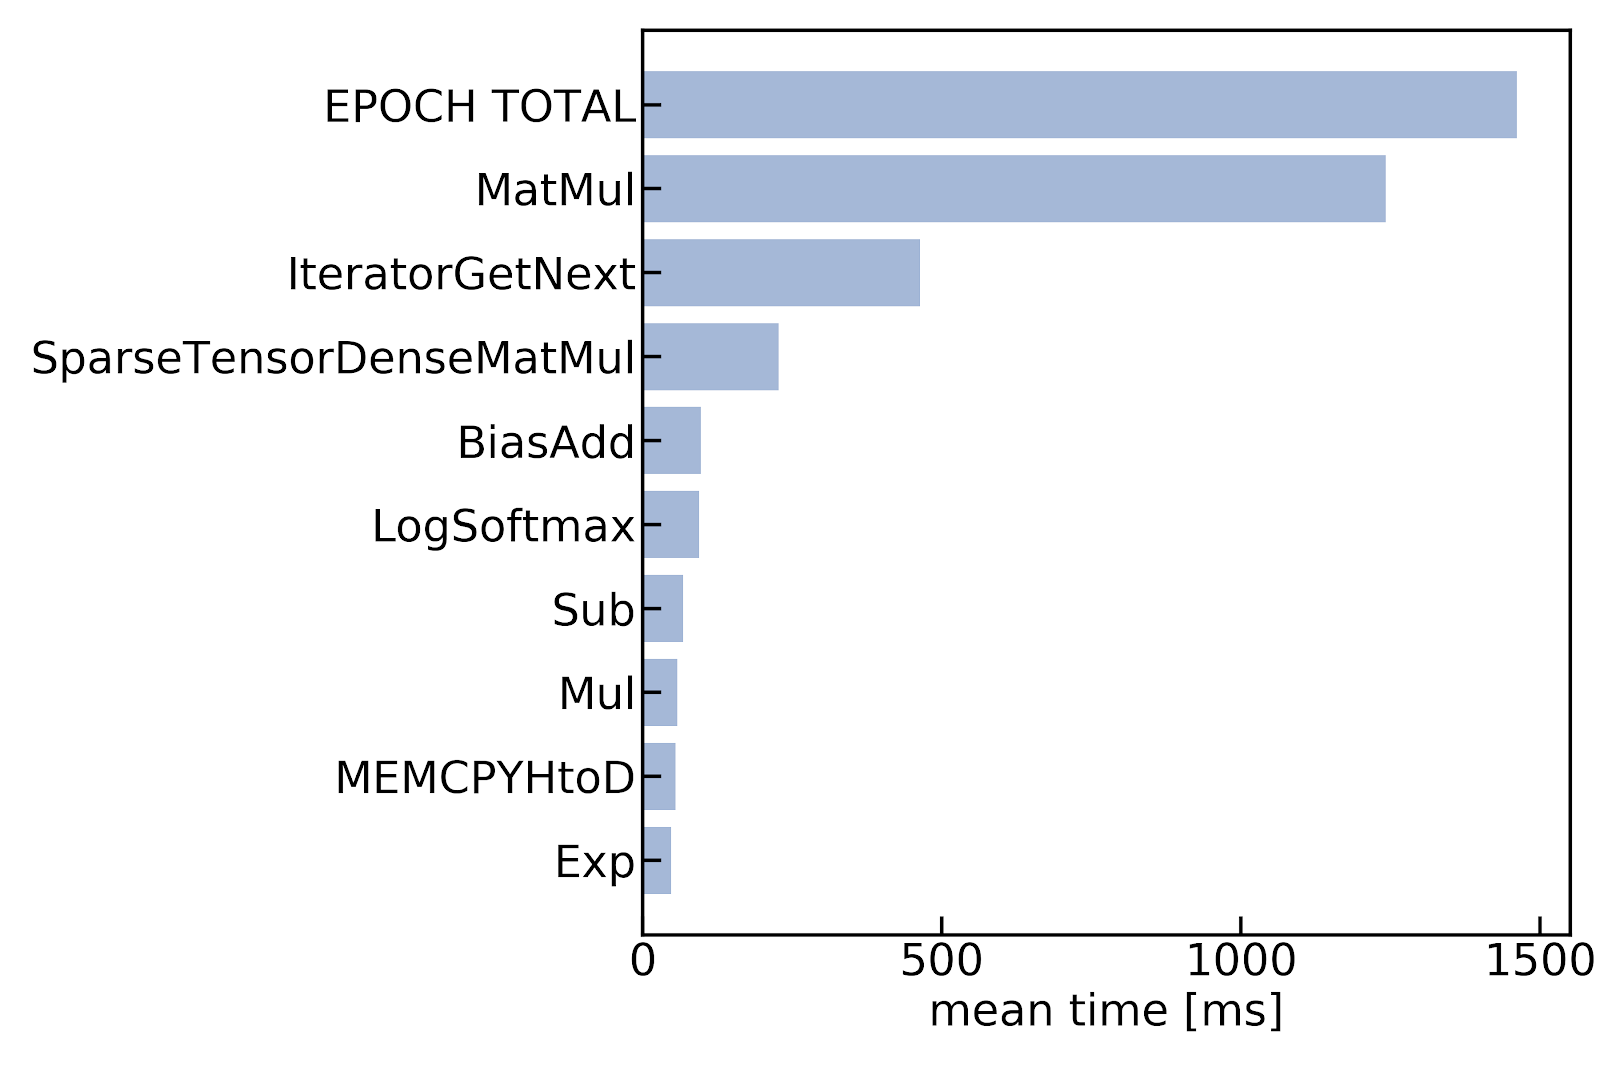 EPOCH TOTAL
MatMul
IteratorGetNext
SparseTensorDenseMatMul
BiasAdd
LogSoftmax
Sub
Mul
MEMCPYHtoD
Exp
0 500 1000 1500
mean time [ms]